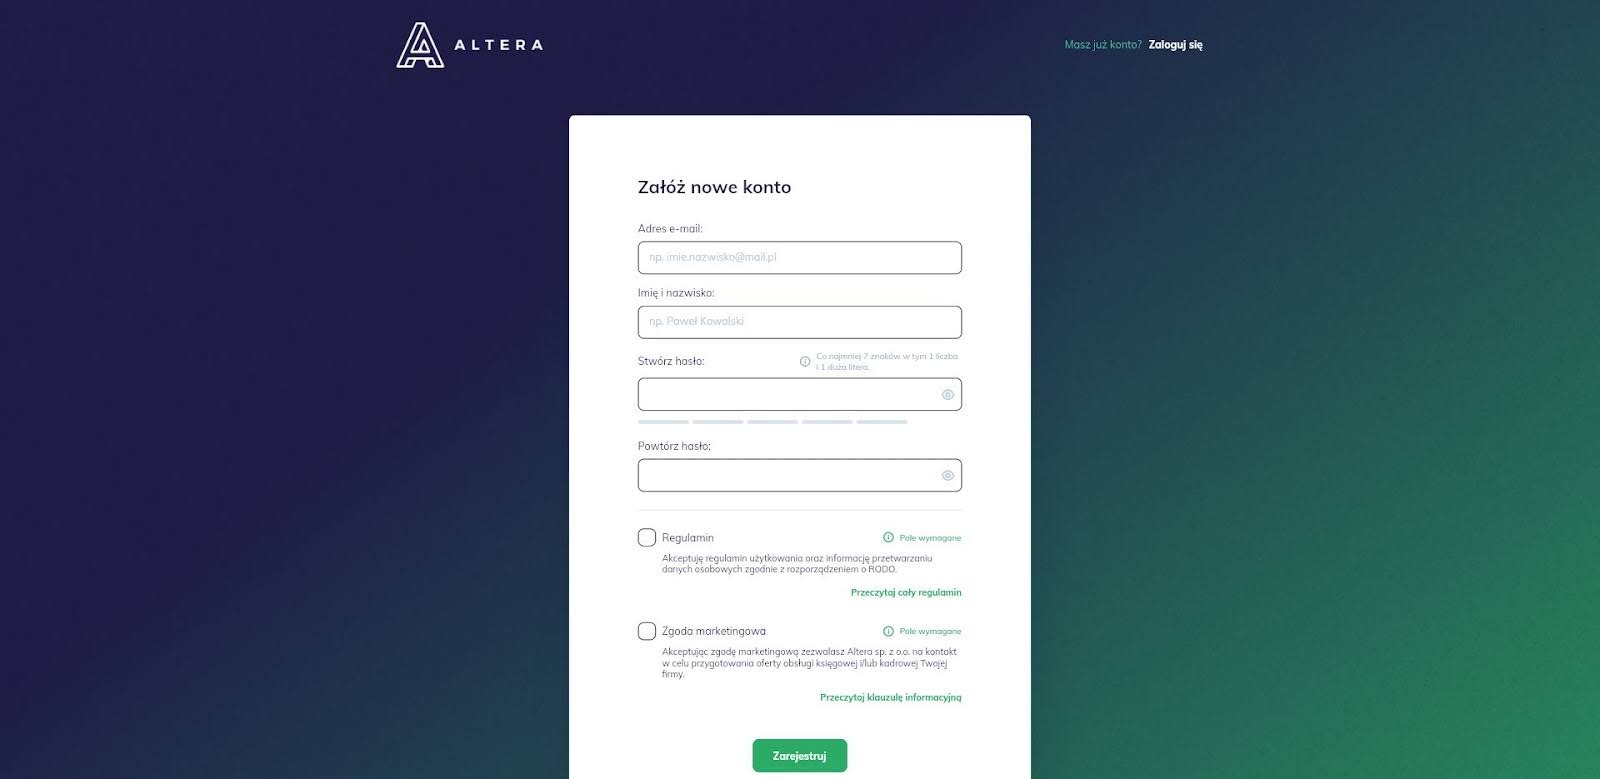 ALTERA
Masz już konto? Zaloguj się
Załóż nowe konto
Adres e-mail:
np. imie.nazwisko@mail.pl
Imię i nazwisko:
np. Paweł Kowalski
Stwórz hasło:
Co najmniej 7 znaków w tym 1 liczba
i 1 duża litera.
Powtórz hasło:
Regulamin
Pole wymagane
Akceptuję regulamin użytkowania oraz informację przetwarzaniu
danych osobowych zgodnie z rozporządzeniem o RODO.
Przeczytaj cały regulamin
Zgoda marketingowa
Pole wymagane
Akceptując zgodę marketingową zezwalasz Altera sp. z o.o. na kontakt
w celu przygotowania oferty obsługi księgowej i/lub kadrowej Twojej
firmy.
Przeczytaj klauzulę informacyjną
Zarejestruj